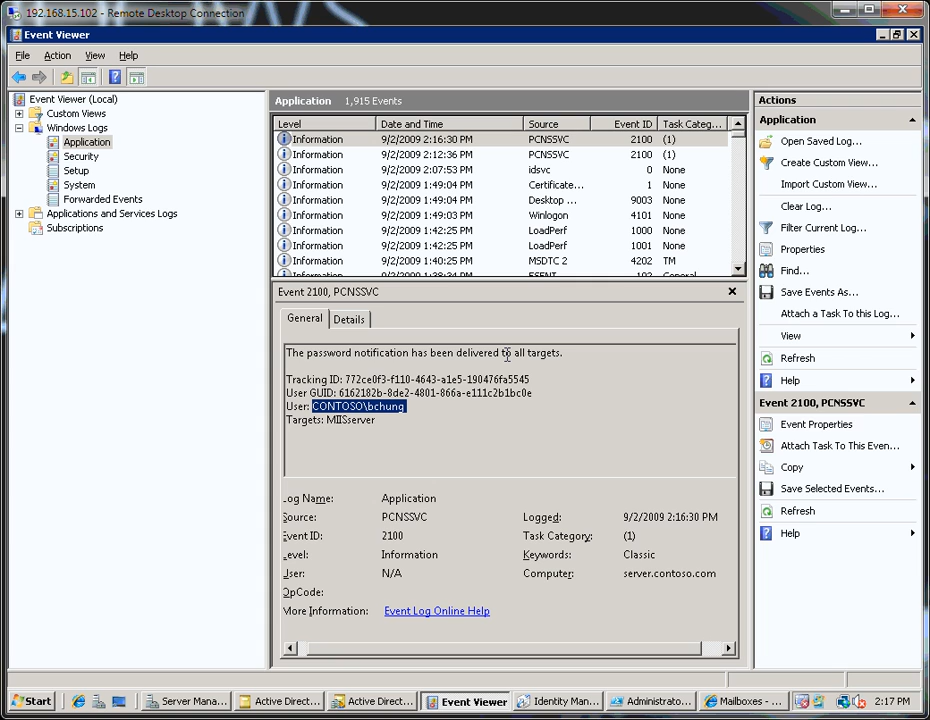 192.168.15.102 - Remote Desktop Connection
Event Viewer
File Action View Help
Event Viewer (Local)
Custom Views
Windows Logs
Application
Security
Setup
System
Forwarded Events
Applications and Services Logs
Subscriptions
Application 1,915 Events
Level Date and Time Source Event ID Task Categ...
Information 9/2/2009 2:16:30 PM PCNSSVC 2100 (1)
Information 9/2/2009 2:12:36 PM PCNSSVC 2100 (1)
Information 9/2/2009 2:07:53 PM idsvc 0 None
Information 9/2/2009 1:49:04 PM Certificate... 1 None
Information 9/2/2009 1:49:04 PM Desktop ... 9003 None
Information 9/2/2009 1:49:03 PM Winlogon 4101 None
Information 9/2/2009 1:42:25 PM LoadPerf 1000 None
Information 9/2/2009 1:42:25 PM LoadPerf 1001 None
Information 9/2/2009 1:40:25 PM MSDTC 2 4202 TM
Information 9/2/2009 1:38:34 PM ESENT 102 General
Event 2100, PCNSSVC
General Details
The password notification has been delivered to all targets.
Tracking ID: 772ce0f3-f110-4643-a1e5-190476fa5545
User GUID: 6162182b-8de2-4801-866a-e111c2b1bc0e
User: CONTOSO\bchung
Targets: MIISserver
Log Name: Application
Source: PCNSSVC Logged: 9/2/2009 2:16:30 PM
Event ID: 2100 Task Category: (1)
Level: Information Keywords: Classic
User: N/A Computer: server.contoso.com
OpCode:
More Information: Event Log Online Help
Actions
Application
Open Saved Log...
Create Custom View...
Import Custom View...
Clear Log...
Filter Current Log...
Properties
Find...
Save Events As...
Attach a Task To this Log...
View
Refresh
Help
Event 2100, PCNSSVC
Event Properties
Attach Task To This Even...
Copy
Save Selected Events...
Refresh
Help
Start Server Mana... Active Direct... Active Direct... Event Viewer Identity Man... Administrato... Mailboxes - ... 2:17 PM